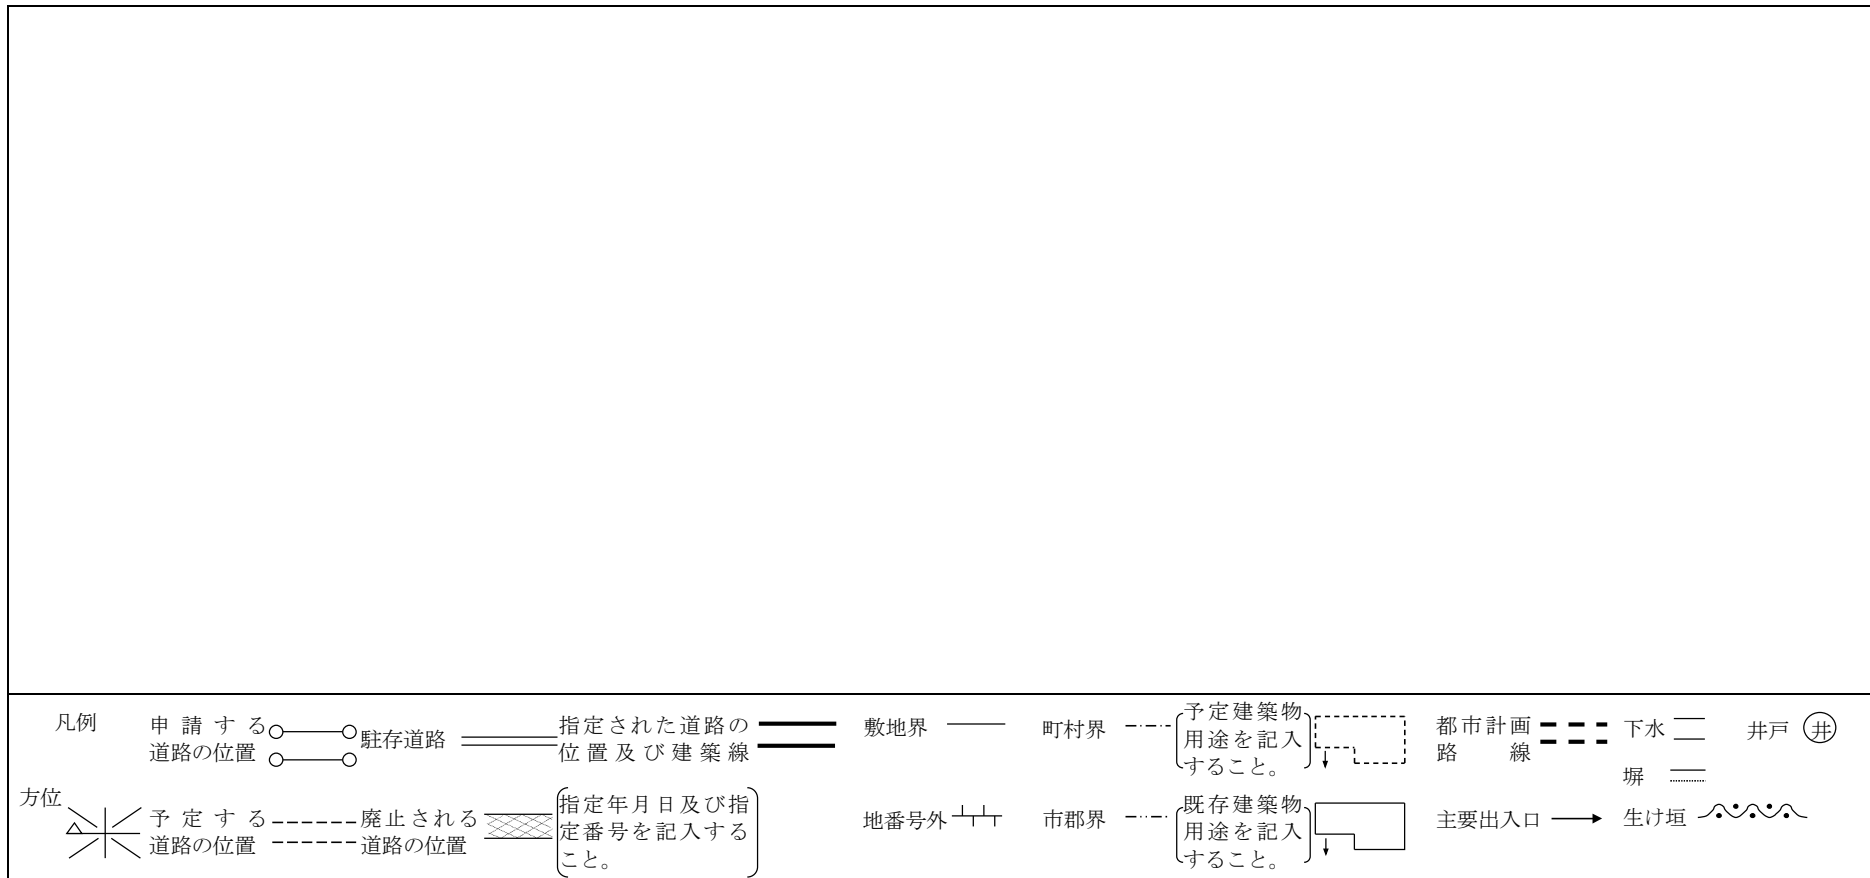 凡例
申請する
道路の位置
駐存道路
指定された道路の
位置及び建築線
敷地界
町村界
予定建築物
用途を記入
すること。
都市計画
路線
下水
井戸
井
塀
方位
予定する
道路の位置
廃止される
道路の位置
指定年月日及び指
定番号を記入する
こと。
地番号外
市郡界
既存建築物
用途を記入
すること。
主要出入口
生け垣